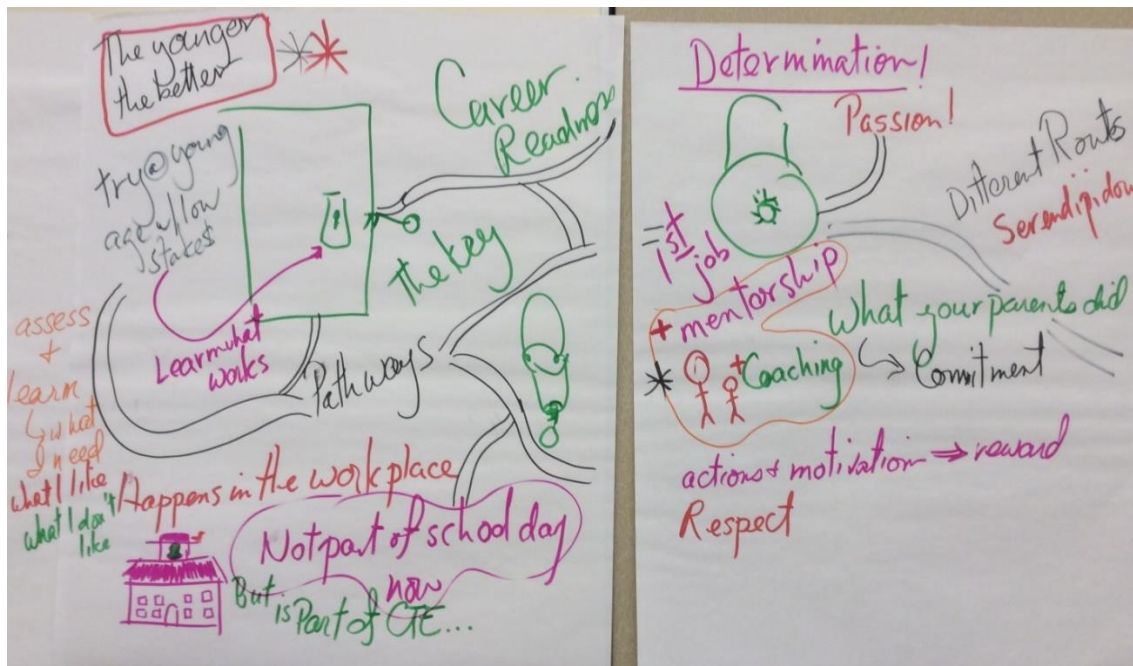 The younger
the better
Career
Readiness
try@young
age w/low
stakes
The Key
Learn what
works
Pathways
assess
+
learn
what
I need
what I like
what I don't
like
Happens in the workplace
Not part of school day
now
But
is Part of CTE...
Determination!
Passion!
Different Routs
1st
job
+ mentorship
What your parents did
Commitment
+ Coaching
actions + motivation ⇒ reward
Respect